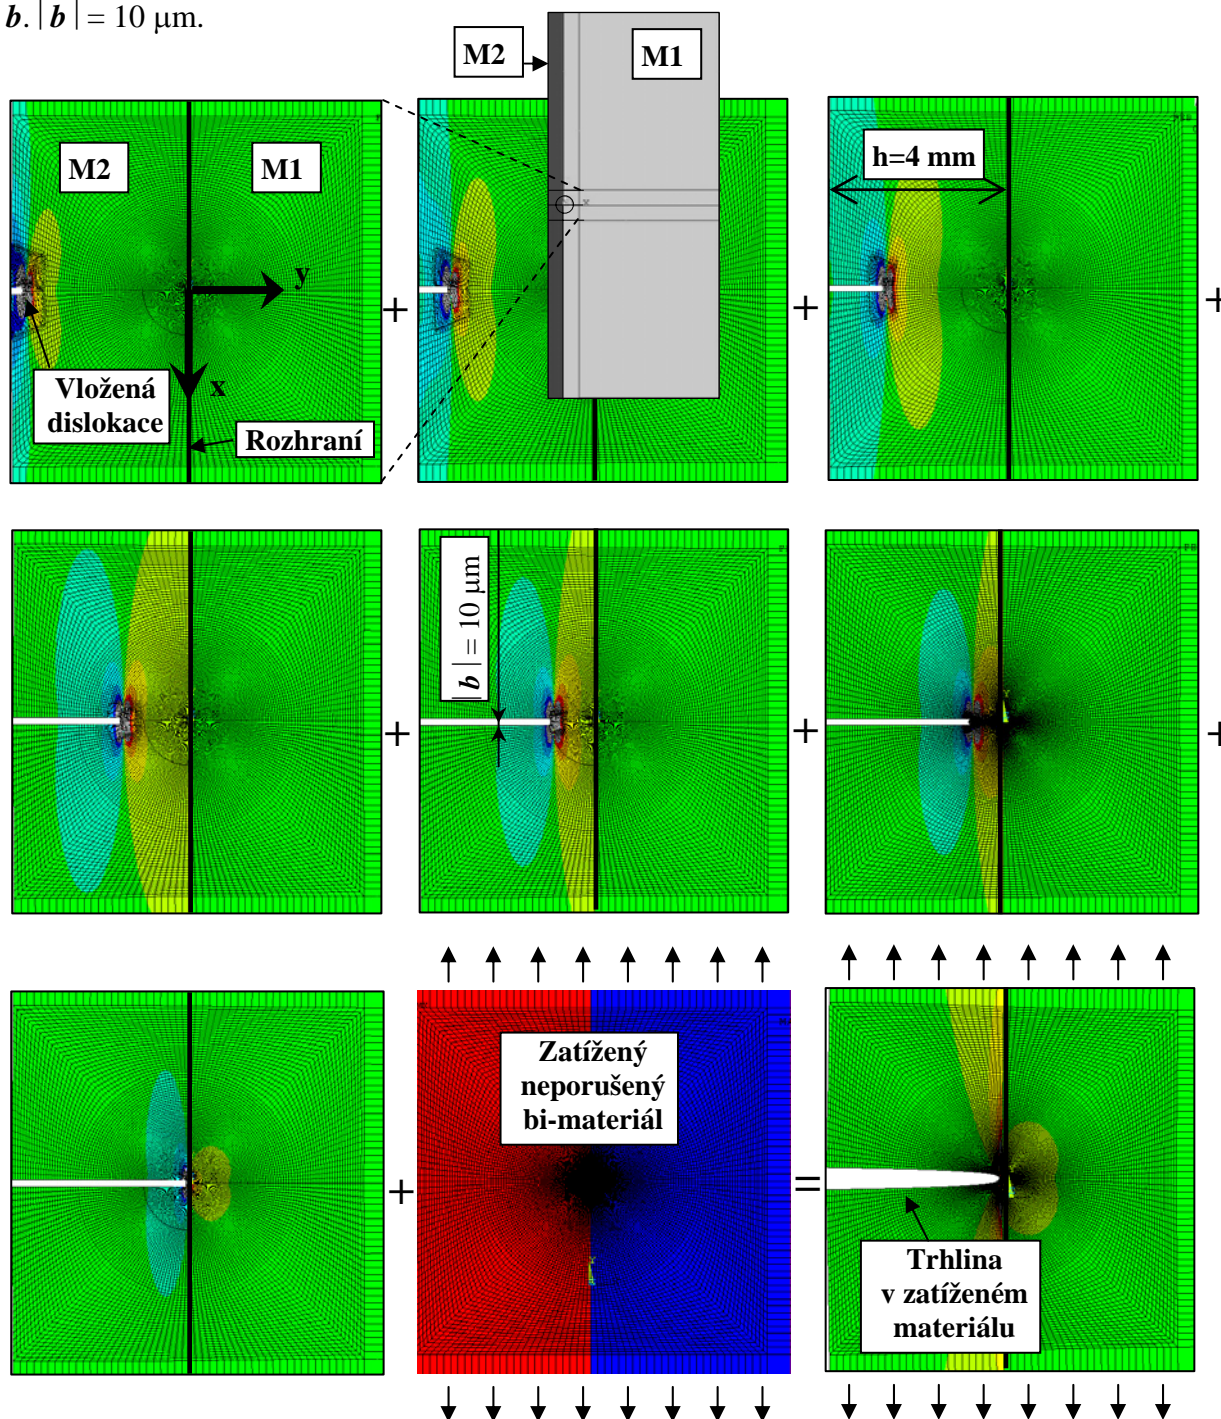 b. | b | = 10 μm.
M2
M1
M2
M1
h=4 mm
y
+
+
+
x
Vložená
dislokace
Rozhraní
| b | = 10 μm
+
+
+
Zatížený
neporušený
bi-materiál
+
=
Trhlina
v zatíženém
materiálu